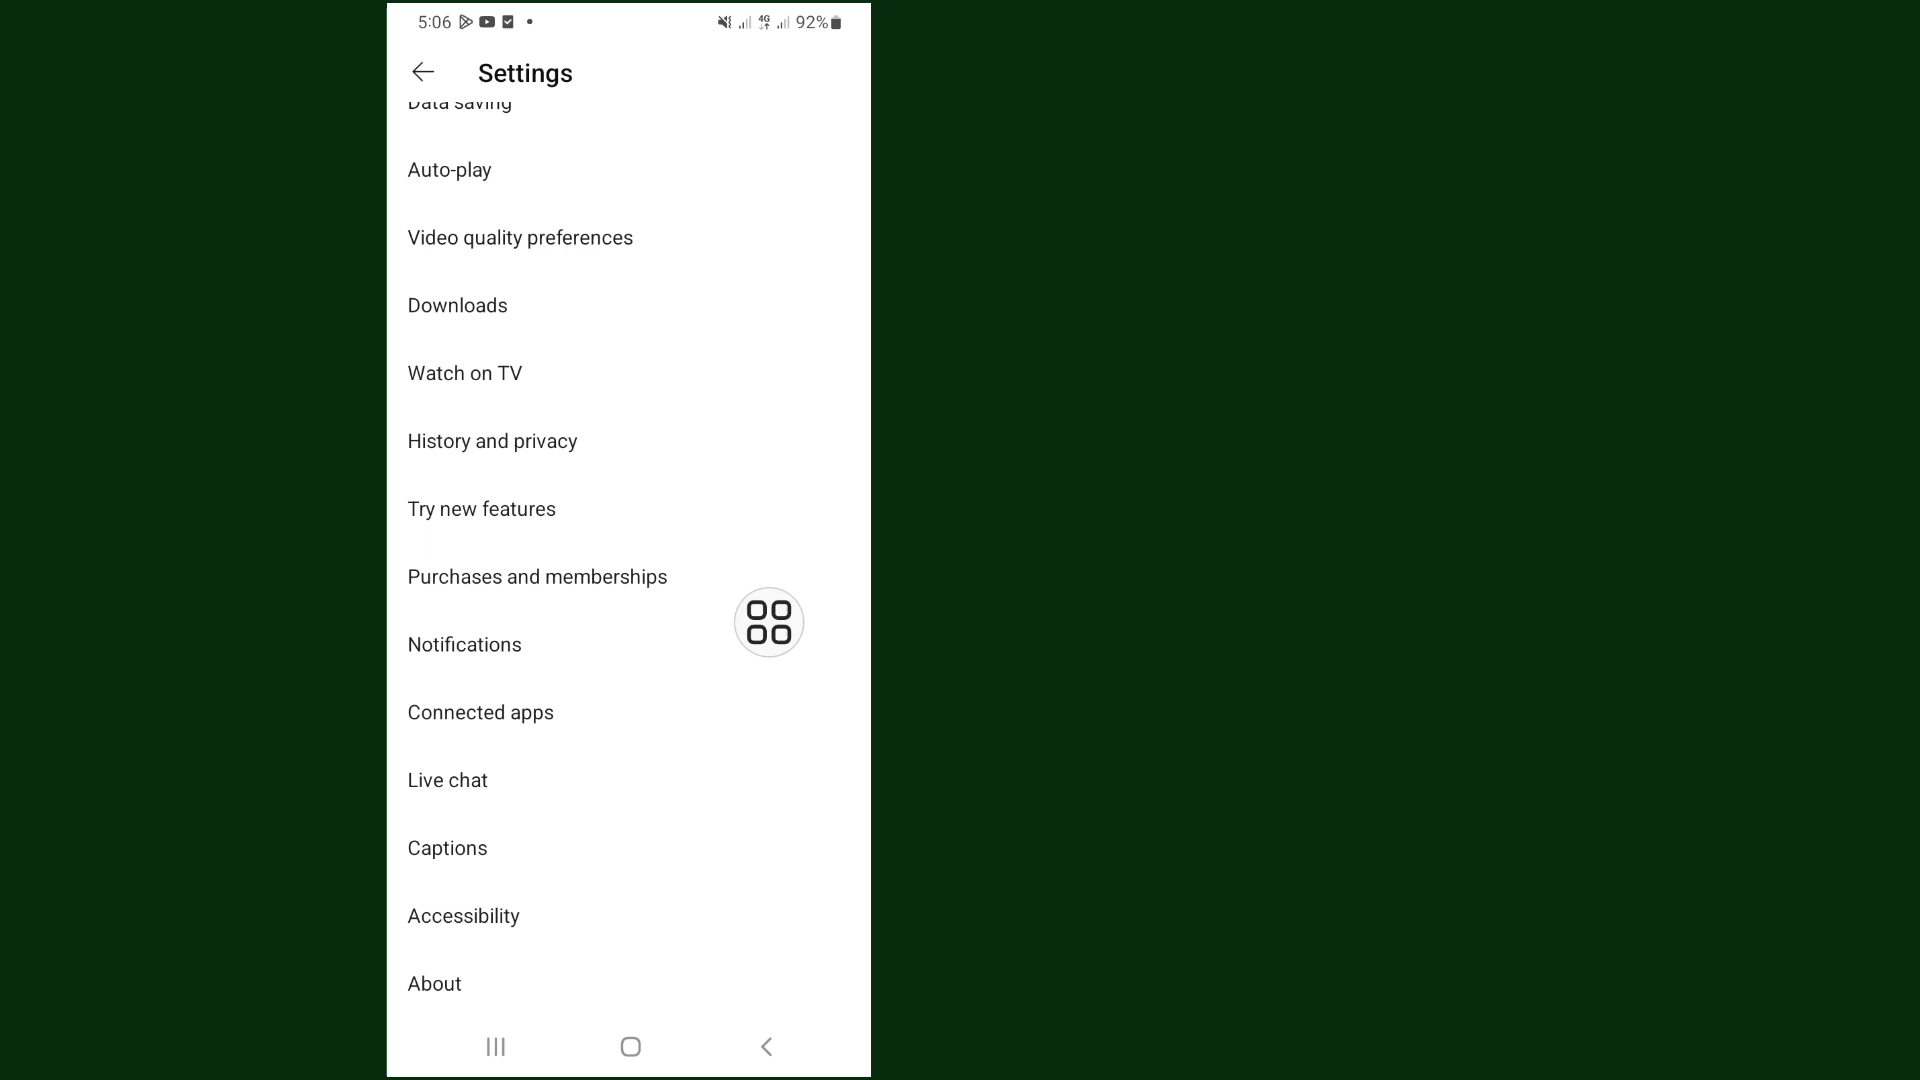 5:06 4G 92%
Settings
Data saving
Auto-play
Video quality preferences
Downloads
Watch on TV
History and privacy
Try new features
Purchases and memberships
Notifications
Connected apps
Live chat
Captions
Accessibility
About